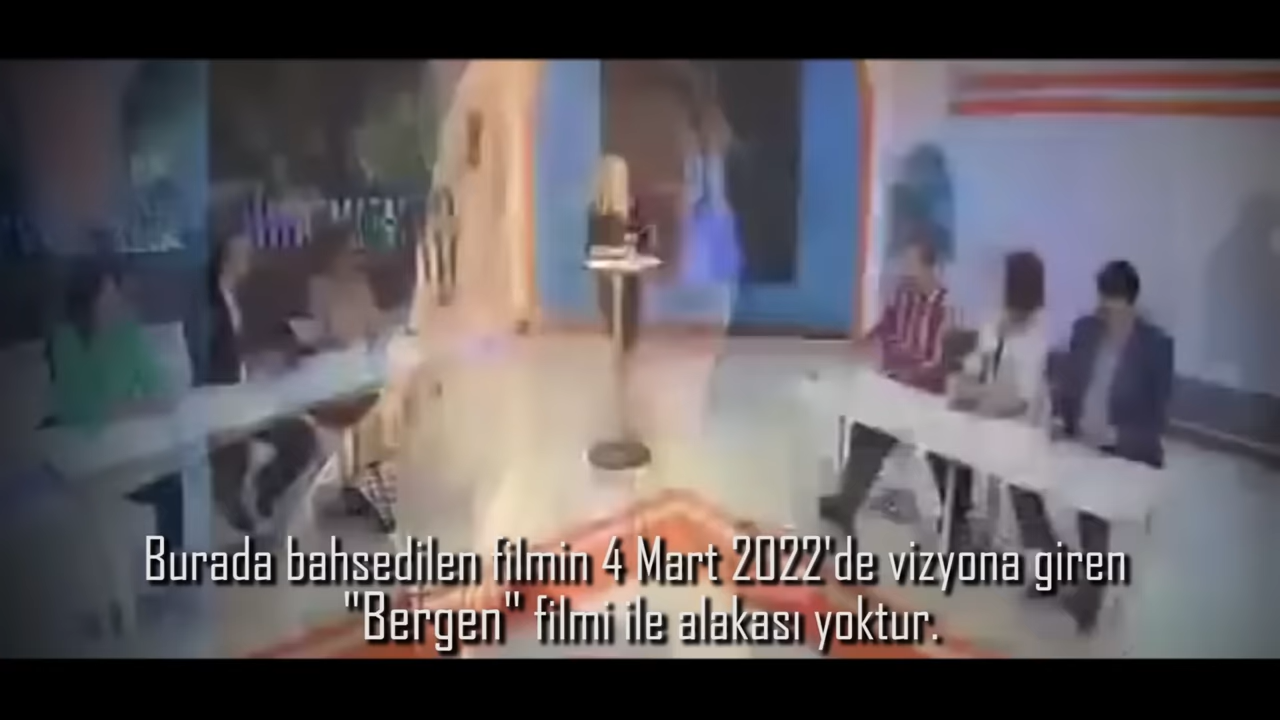 Burada bahsedilen filmin 4 Mart 2022'de vizyona giren
"Bergen" filmi ile alakası yoktur.